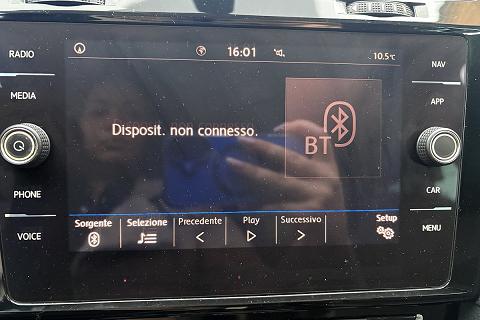 RADIO
MEDIA
PHONE
VOICE
16:01
10.5°C
Disposit. non connesso.
BT
Sorgente
Selezione
Precedente
Play
Successivo
Setup
NAV
APP
CAR
MENU